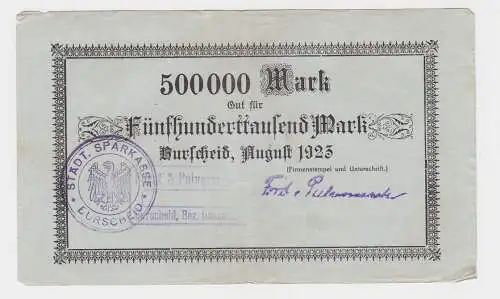 500000 Mark
Gut für
Fünfhunderttausend Mark
Burscheid, August 1923
(Firmenstempel und Unterschrift.)
STÄDT. SPARKASSE
BURSCHEID